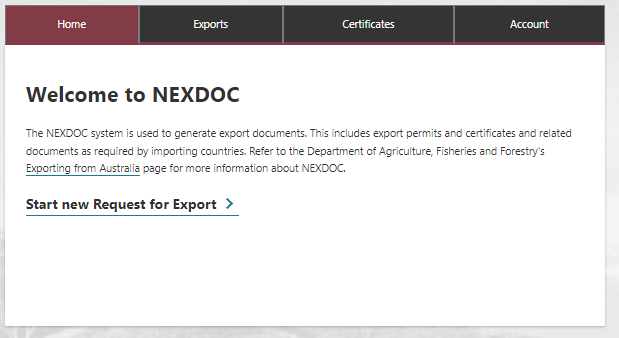 Home Exports Certificates Account
Welcome to NEXDOC
The NEXDOC system is used to generate export documents. This includes export permits and certificates and related
documents as required by importing countries. Refer to the Department of Agriculture, Fisheries and Forestry's
Exporting from Australia page for more information about NEXDOC.
Start new Request for Export